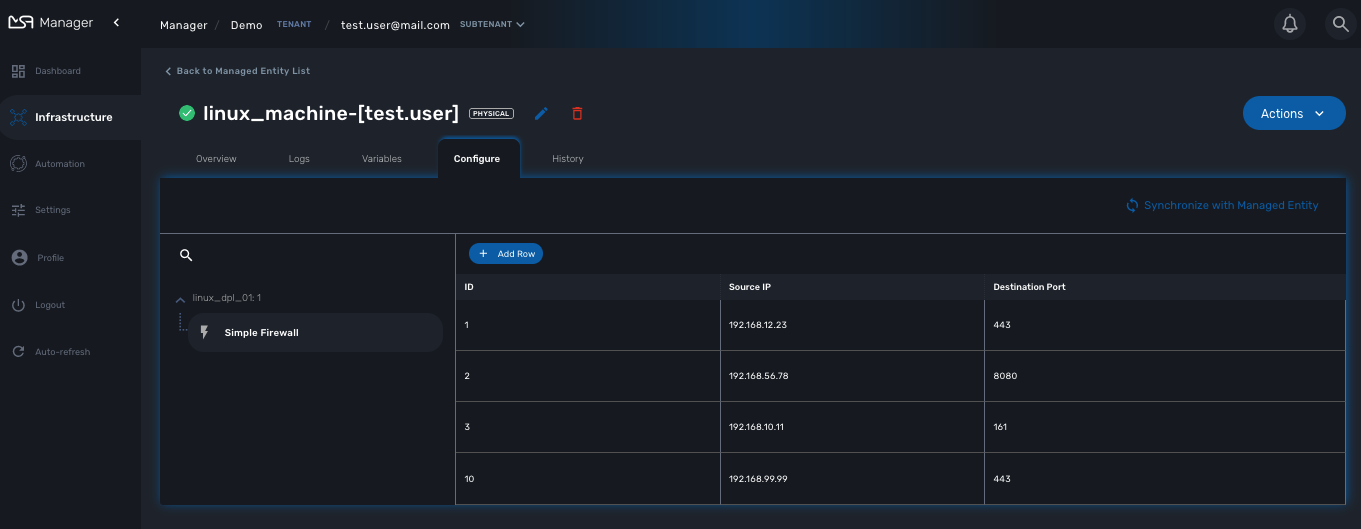 MSA Manager
Manager / Demo TENANT / test.user@mail.com SUBTENANT
Dashboard
Infrastructure
Automation
Settings
Profile
Logout
Auto-refresh
Back to Managed Entity List
linux_machine-[test.user] PHYSICAL
Actions
Overview Logs Variables Configure History
Synchronize with Managed Entity
linux_dpl_01: 1
Simple Firewall
+ Add Row
ID Source IP Destination Port
1 192.168.12.23 443
2 192.168.56.78 8080
3 192.168.10.11 161
10 192.168.99.99 443